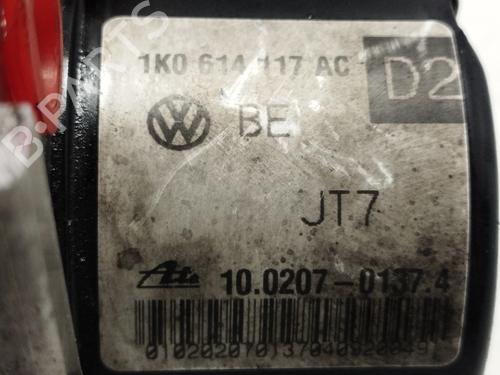 1K0 614 117 AC
D2
BE
JT7
Ate
10.0207-0137.4
B-PARTS